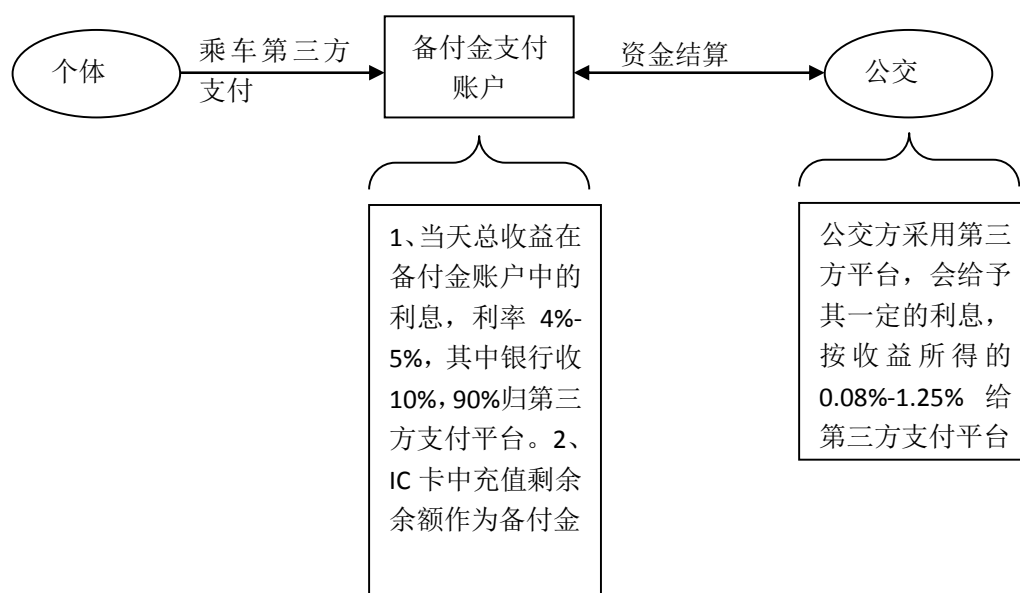 个体
乘车第三方
支付
备付金支付
账户
资金结算
公交
1、当天总收益在
备付金账户中的
利息，利率 4%-
5%，其中银行收
10%，90%归第三
方支付平台。2、
IC 卡中充值剩余
余额作为备付金
公交方采用第三
方平台，会给予
其一定的利息，
按收益所得的
0.08%-1.25% 给
第三方支付平台